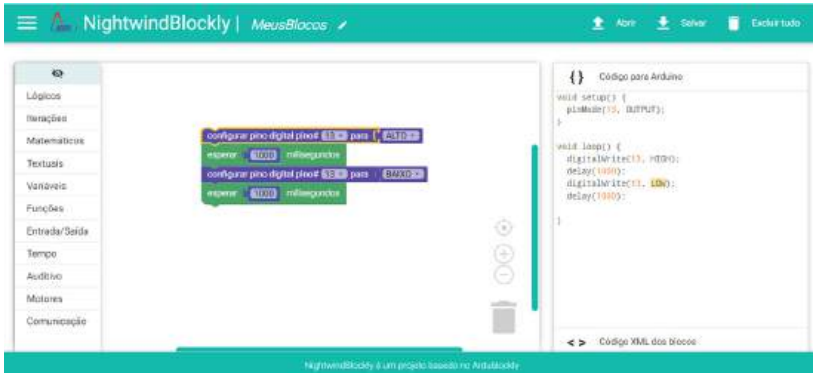 NightwindBlockly | MeusBlocos
Abrir
Salvar
Excluir tudo
Lógicos
Iterações
Matemáticos
Textuais
Variáveis
Funções
Entrada/Saída
Tempo
Auditivo
Motores
Comunicação
configurar pino digital pino# 13 para ALTO
esperar 1000 milisegundos
configurar pino digital pino# 13 para BAIXO
esperar 1000 milisegundos
{ } Código para Arduino
void setup() {
pinMode(13, OUTPUT);
}
void loop() {
digitalWrite(13, HIGH);
delay(1000);
digitalWrite(13, LOW);
delay(1000);
}
< > Código XML dos blocos
NightwindBlockly é um projeto baseado no Ardublockly